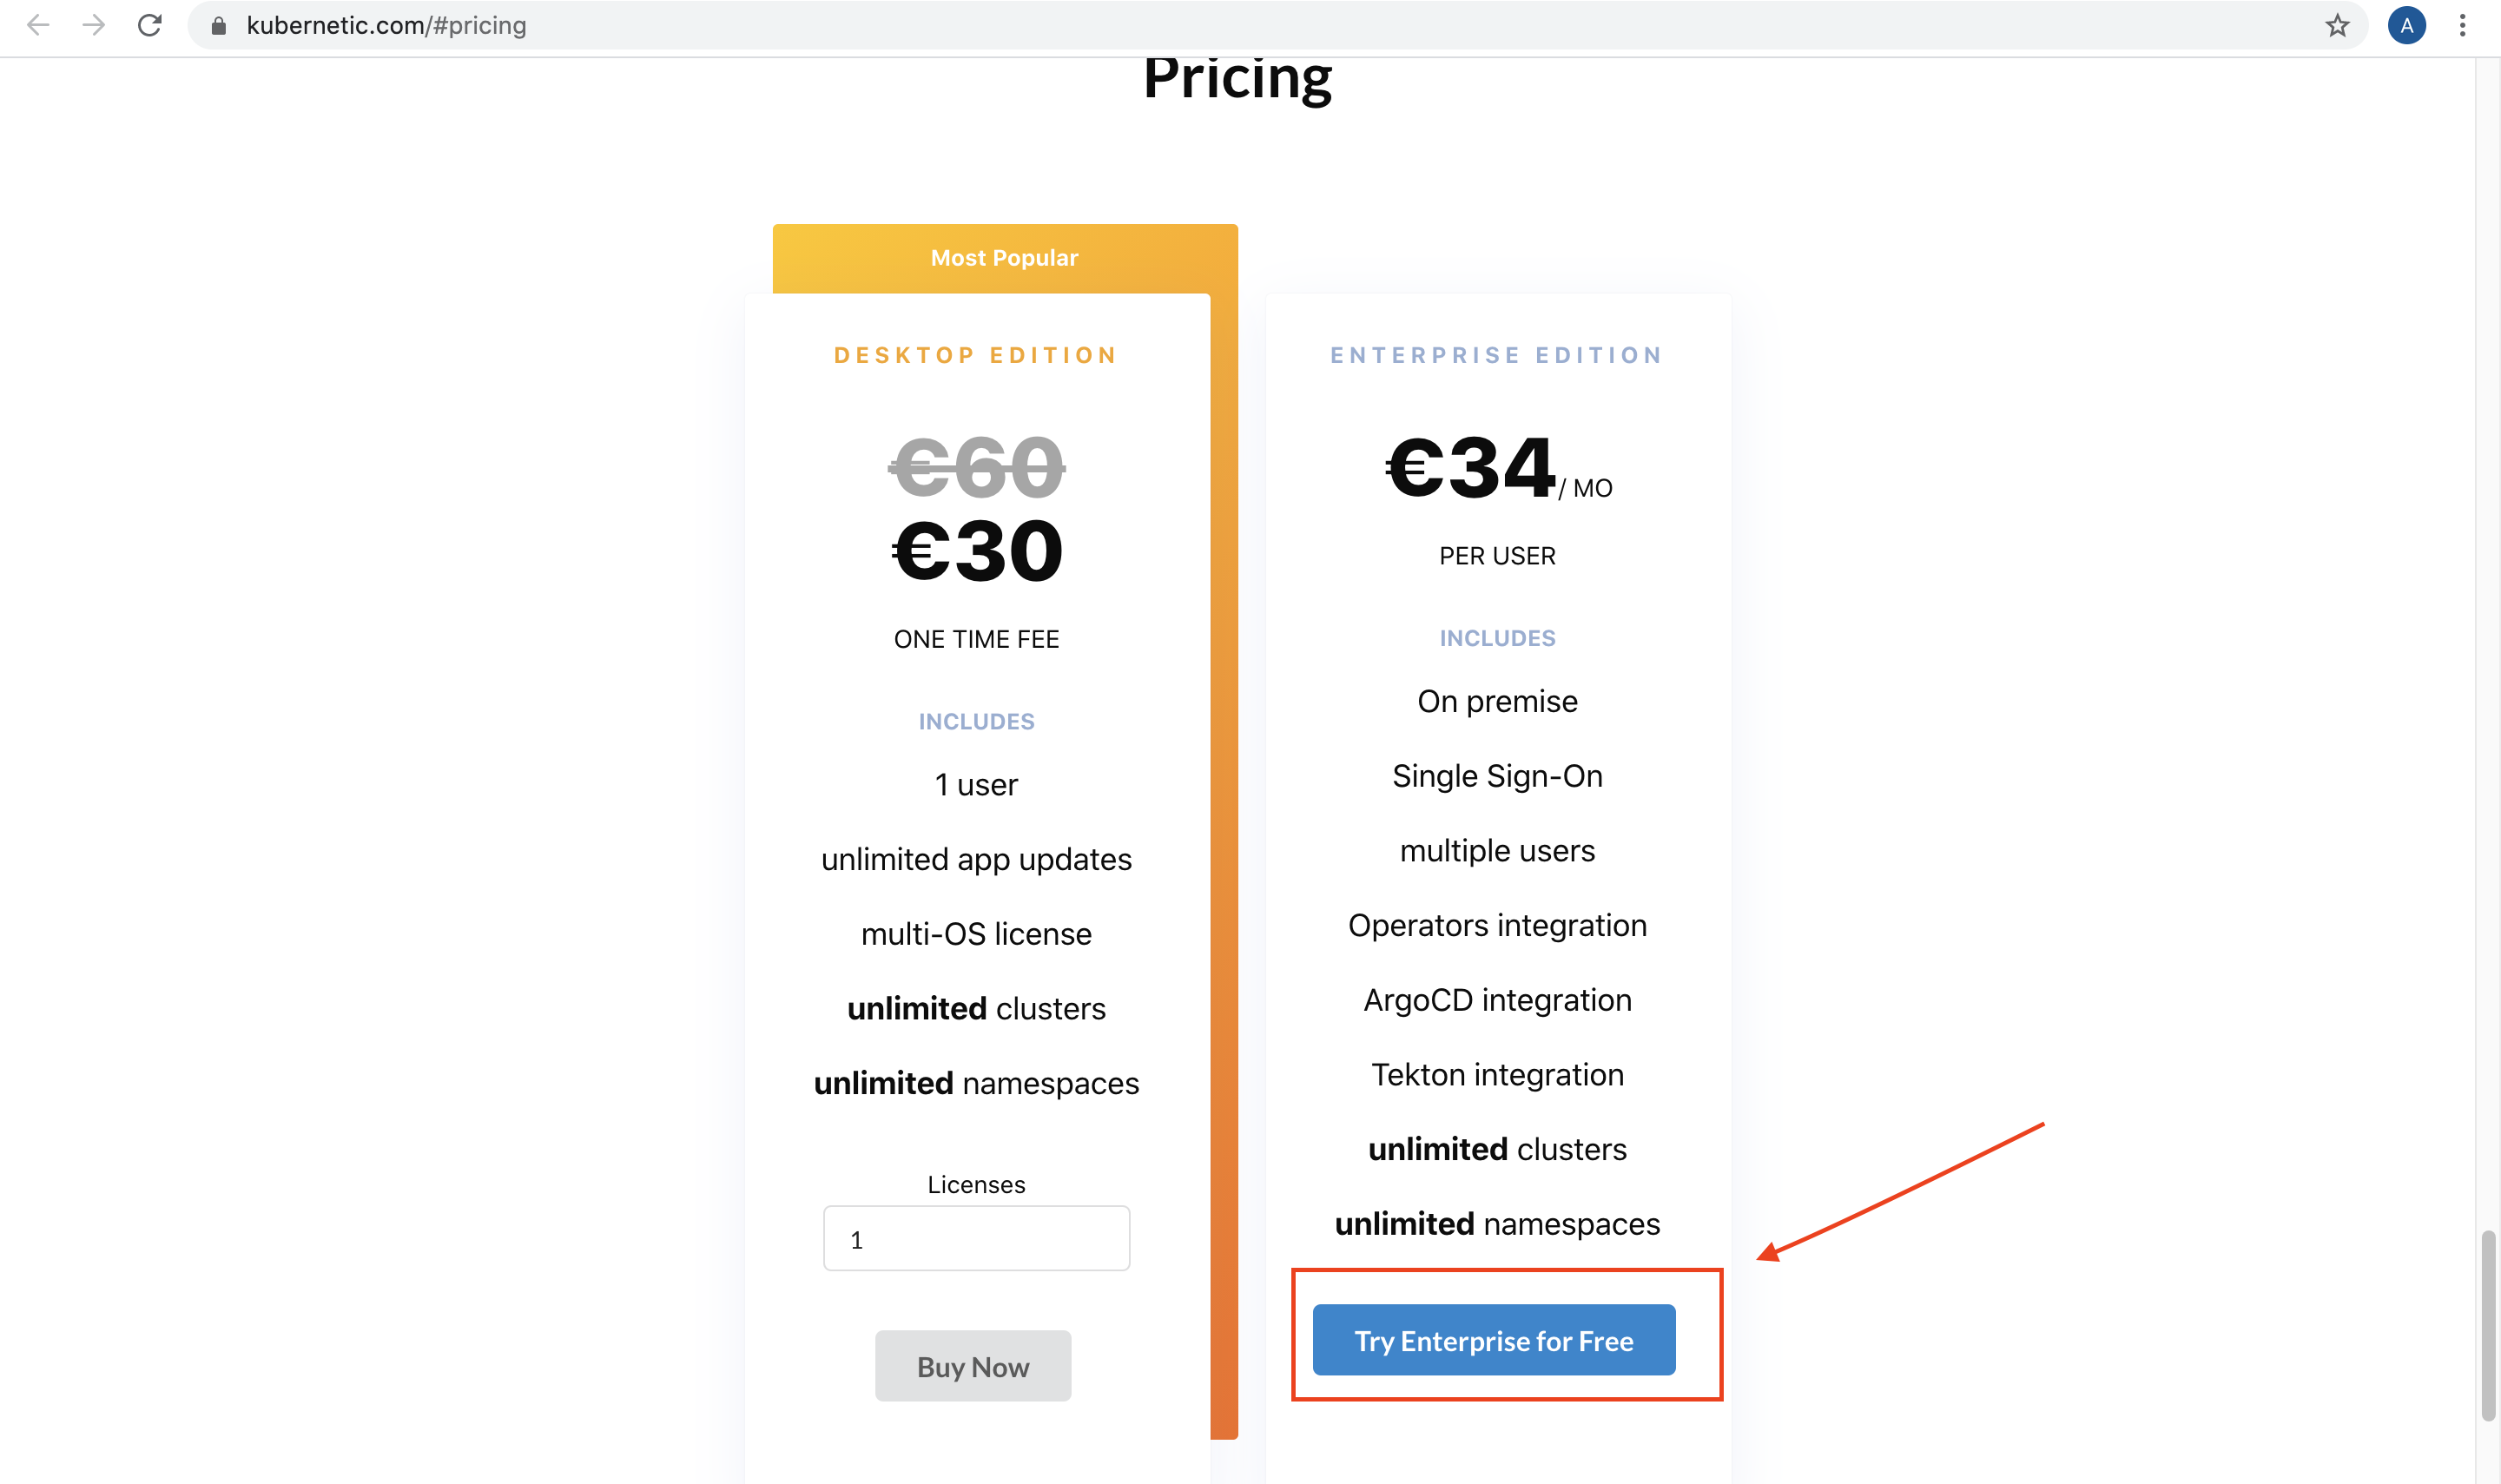 kubernetic.com/#pricing
A
Pricing
Most Popular
DESKTOP EDITION
€60
€30
ONE TIME FEE
INCLUDES
1 user
unlimited app updates
multi-OS license
unlimited clusters
unlimited namespaces
Licenses
1
Buy Now
ENTERPRISE EDITION
€34/ MO
PER USER
INCLUDES
On premise
Single Sign-On
multiple users
Operators integration
ArgoCD integration
Tekton integration
unlimited clusters
unlimited namespaces
Try Enterprise for Free